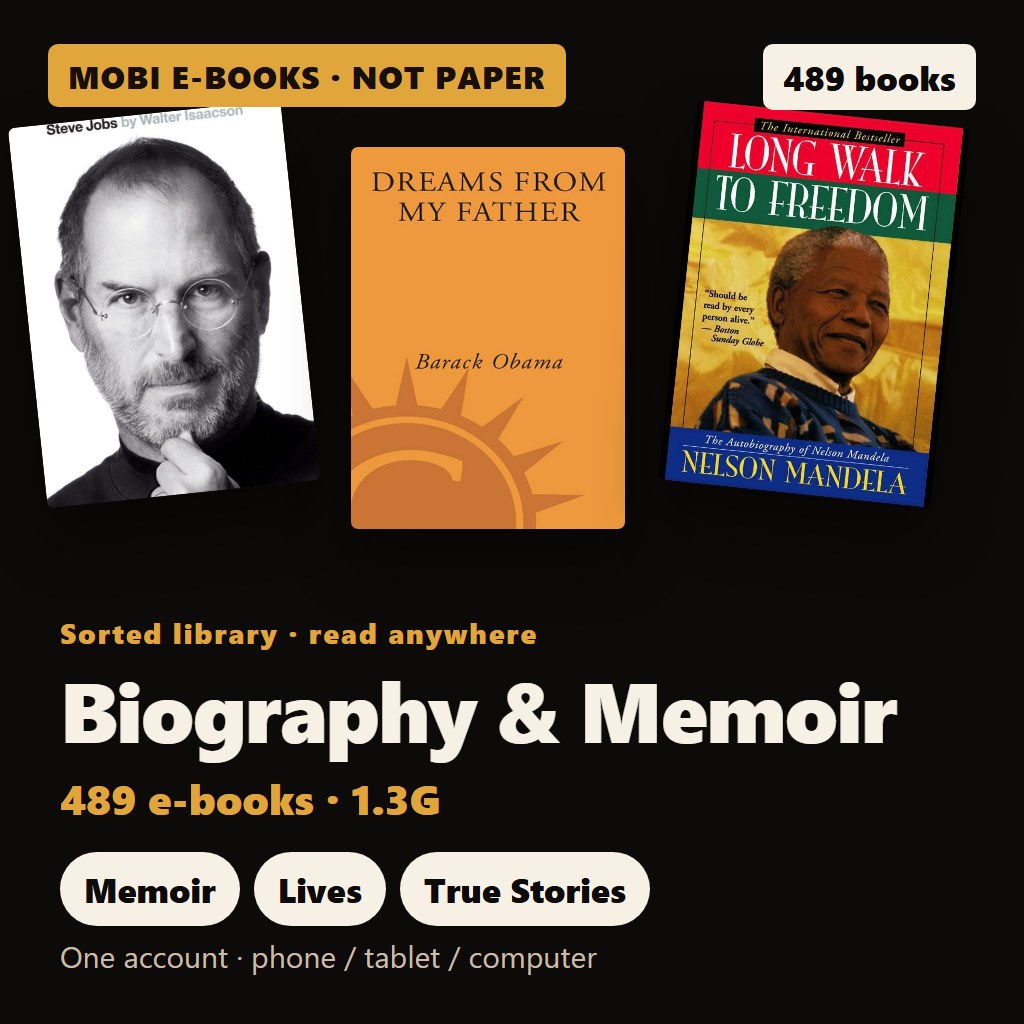 MOBI E-BOOKS · NOT PAPER
489 books
Steve Jobs by Walter Isaacson
DREAMS FROM
MY FATHER
Barack Obama
The International Bestseller
LONG WALK
TO FREEDOM
"Should be
read by every
person alive."
— Boston
Sunday Globe
The Autobiography of Nelson Mandela
NELSON MANDELA
Sorted library · read anywhere
Biography & Memoir
489 e-books · 1.3G
Memoir
Lives
True Stories
One account · phone / tablet / computer